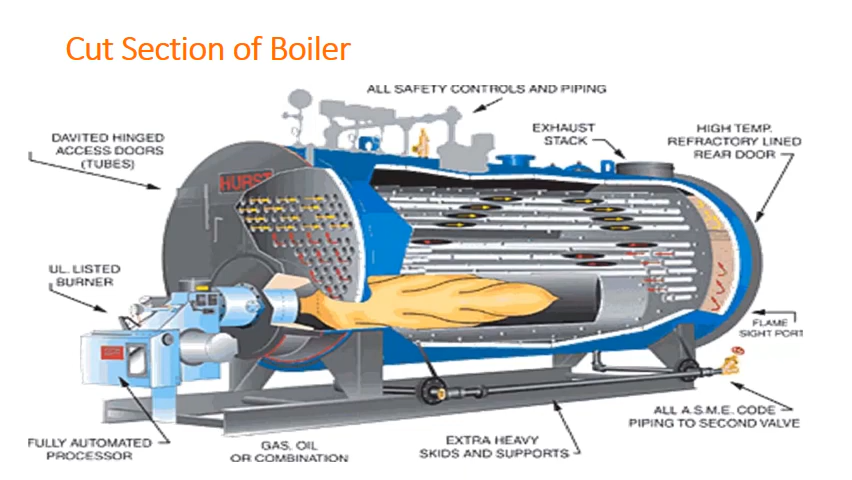 Cut Section of Boiler
ALL SAFETY CONTROLS AND PIPING
DAVITED HINGED
ACCESS DOORS
(TUBES)
EXHAUST
STACK
HIGH TEMP.
REFRACTORY LINED
REAR DOOR
HURST
UL. LISTED
BURNER
FLAME
SIGHT PORT
ALL A.S.M.E. CODE
PIPING TO SECOND VALVE
FULLY AUTOMATED
PROCESSOR
GAS, OIL
OR COMBINATION
EXTRA HEAVY
SKIDS AND SUPPORTS